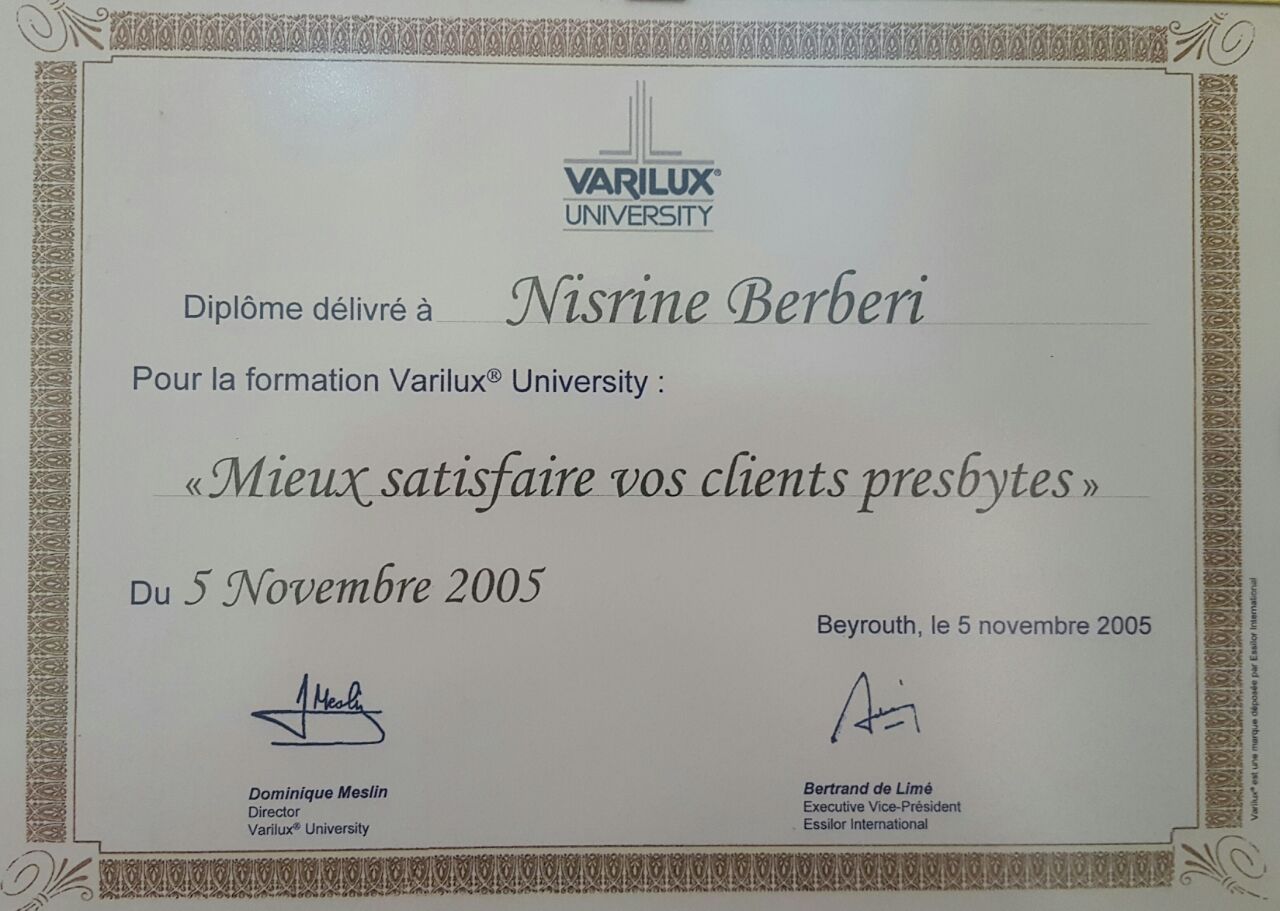 VARILUX®
UNIVERSITY
Diplôme délivré à Nisrine Berberi
Pour la formation Varilux® University :
« Mieux satisfaire vos clients presbytes »
Du 5 Novembre 2005
Beyrouth, le 5 novembre 2005
Meslin
Dominique Meslin
Director
Varilux® University
Bertrand de Limé
Executive Vice-Président
Essilor International
Varilux® est une marque déposée par Essilor International